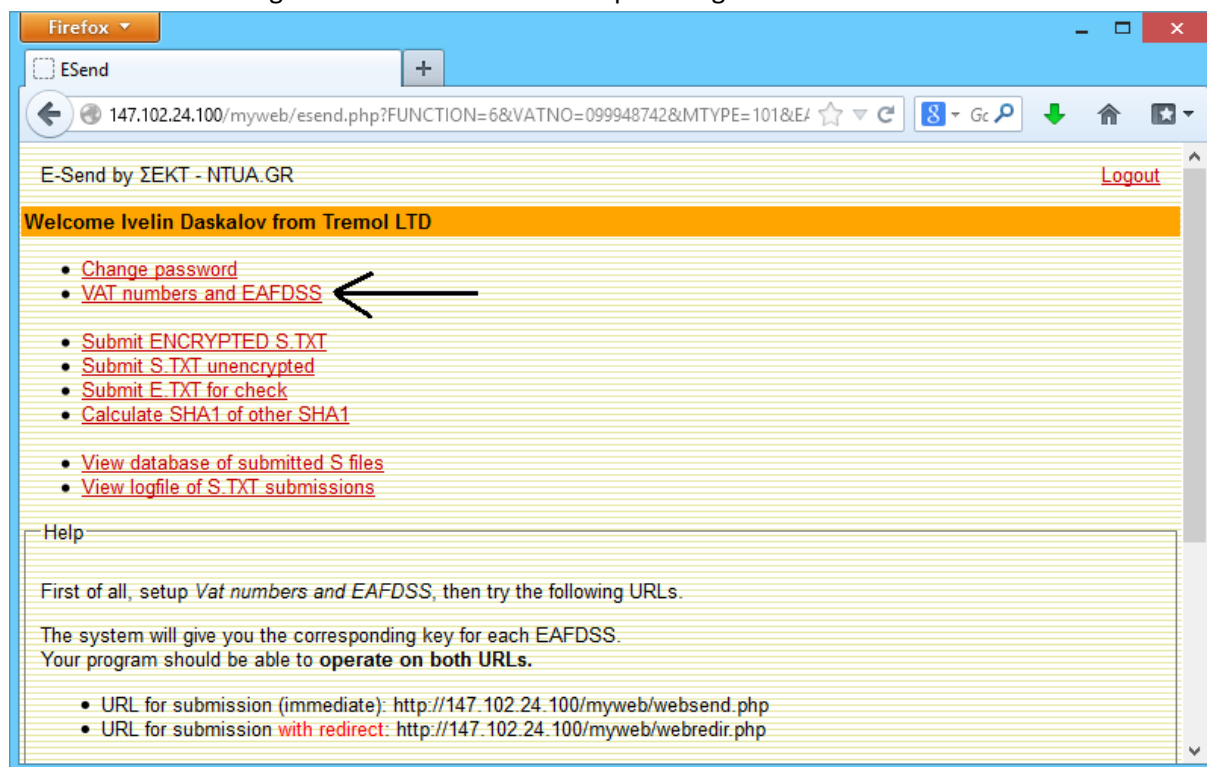 Firefox
ESend
147.102.24.100/myweb/esend.php?FUNCTION=6&VATNO=099948742&MTYPE=101&E
8 Gc
E-Send by ΣΕΚΤ - NTUA.GR
Logout
Welcome Ivelin Daskalov from Tremol LTD
Change password
VAT numbers and EAFDSS
Submit ENCRYPTED S.TXT
Submit S.TXT unencrypted
Submit E.TXT for check
Calculate SHA1 of other SHA1
View database of submitted S files
View logfile of S.TXT submissions
Help
First of all, setup Vat numbers and EAFDSS, then try the following URLs.
The system will give you the corresponding key for each EAFDSS.
Your program should be able to operate on both URLs.
URL for submission (immediate): http://147.102.24.100/myweb/websend.php
URL for submission with redirect: http://147.102.24.100/myweb/webredir.php